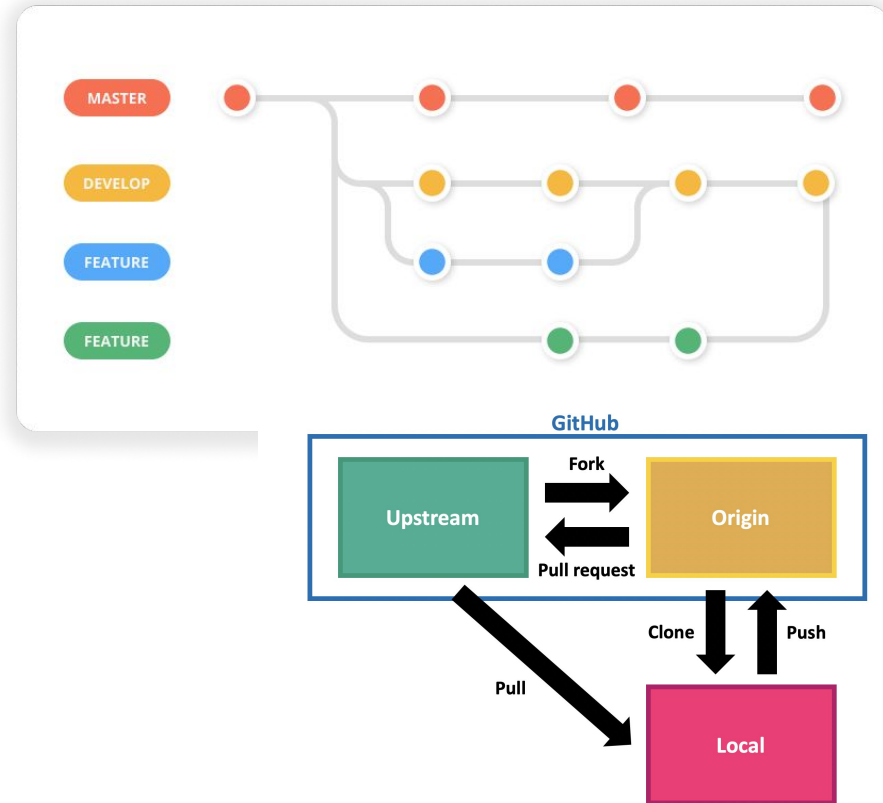 MASTER
DEVELOP
FEATURE
FEATURE
GitHub
Fork
Upstream
Origin
Pull request
Clone
Push
Pull
Local